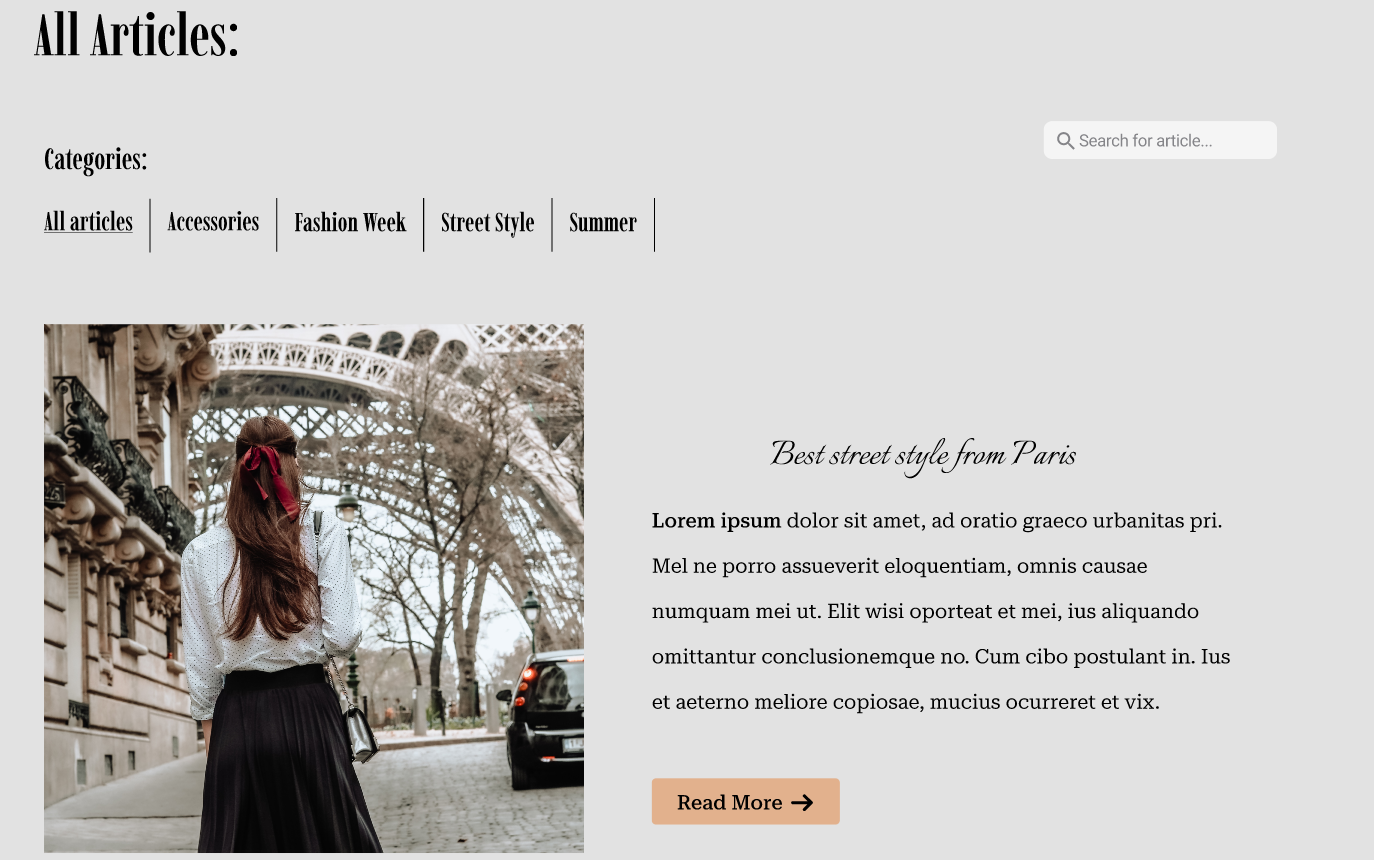 All Articles:
Search for article...
Categories:
All articles
Accessories
Fashion Week
Street Style
Summer
Best street style from Paris
Lorem ipsum dolor sit amet, ad oratio graeco urbanitas pri.
Mel ne porro assueverit eloquentiam, omnis causae
numquam mei ut. Elit wisi oporteat et mei, ius aliquando
omittantur conclusionemque no. Cum cibo postulant in. Ius
et aeterno meliore copiosae, mucius ocurreret et vix.
Read More